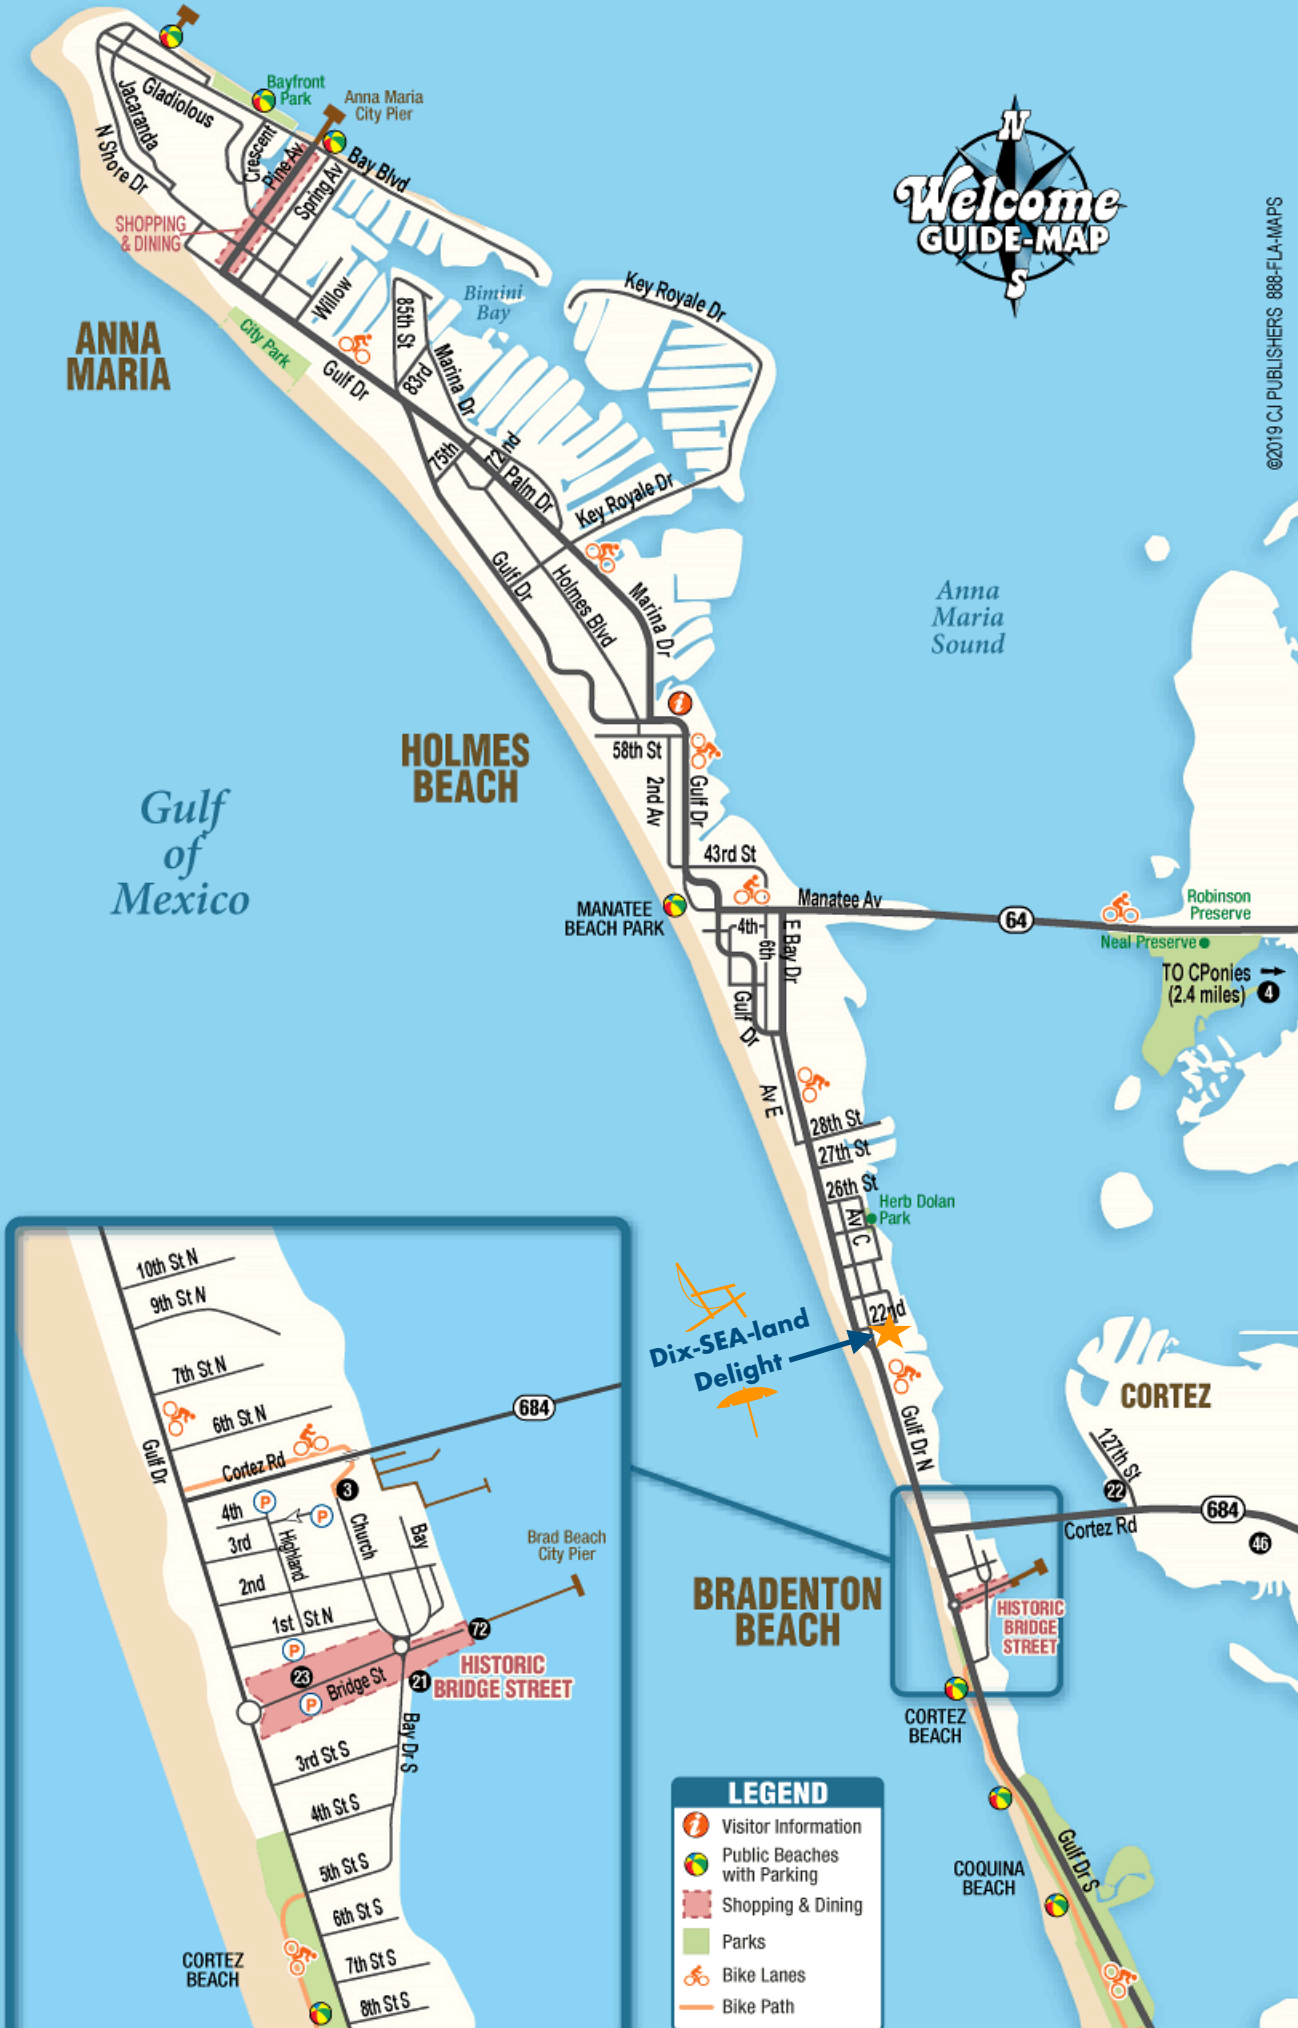 Bayfront
Park
Anna Maria
City Pier
Gladiolous
Jacaranda
N Shore Dr
Crescent
Pine Av
Spring Av
Bay Blvd
SHOPPING
& DINING
Willow
City Park
Gulf Dr
ANNA
MARIA
Bimini
Bay
85th St
83rd
Marina Dr
Key Royale Dr
N
Welcome
GUIDE-MAP
S
©2019 CJ PUBLISHERS 888-FLA-MAPS
75th
72nd
Palm Dr
Key Royale Dr
Gulf Dr
Holmes Blvd
Marina Dr
Anna
Maria
Sound
i
HOLMES
BEACH
58th St
2nd Av
Gulf Dr
43rd St
Gulf
of
Mexico
MANATEE
BEACH PARK
Manatee Av
64
4th
6th
E Bay Dr
Gulf Dr
Robinson
Preserve
Neal Preserve
TO CPonies
(2.4 miles)
4
Av E
28th St
27th St
26th St
Av C
Herb Dolan
Park
22nd
Dix-SEA-land
Delight
Gulf Dr N
CORTEZ
127th St
22
684
Cortez Rd
46
BRADENTON
BEACH
HISTORIC
BRIDGE
STREET
CORTEZ
BEACH
COQUINA
BEACH
Gulf Dr S
10th St N
9th St N
7th St N
6th St N
Gulf Dr
Cortez Rd
684
4th
P
P
3
3rd
Highland
Church
Bay
2nd
1st St N
Brad Beach
City Pier
P
72
23
Bridge St
P
21
HISTORIC
BRIDGE STREET
Bay Dr S
3rd St S
4th St S
5th St S
6th St S
7th St S
8th St S
CORTEZ
BEACH
LEGEND
i
Visitor Information
Public Beaches
with Parking
Shopping & Dining
Parks
Bike Lanes
Bike Path